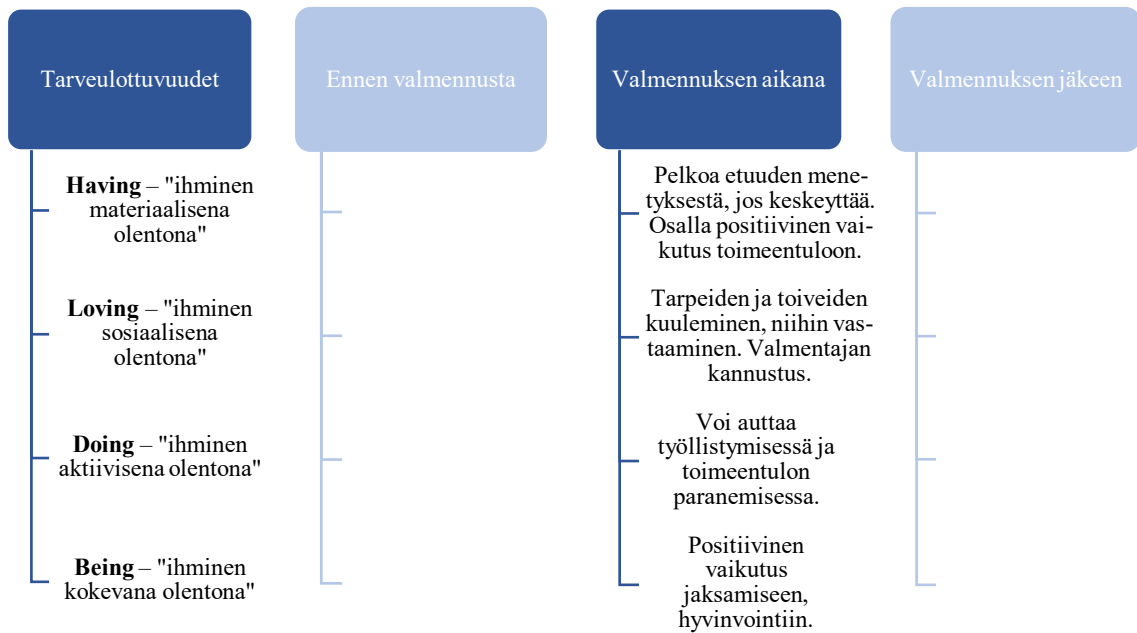 Tarveulottuvuudet
Having – "ihminen
materiaalisena
olentona"
Loving – "ihminen
sosiaalisena
olentona"
Doing – "ihminen
aktiivisena olentona"
Being – "ihminen
kokevana olentona"
Ennen valmennusta
Valmennuksen aikana
Pelkoa etuuden mene-
tyksestä, jos keskeyttää.
Osalla positiivinen vai-
kutus toimeentuloon.
Tarpeiden ja toiveiden
kuuleminen, niihin vas-
taaminen. Valmentajan
kannustus.
Voi auttaa
työllistymisessä ja
toimeentulon
paranemisessa.
Positiivinen
vaikutus
jaksamiseen,
hyvinvointiin.
Valmennuksen jäkeen